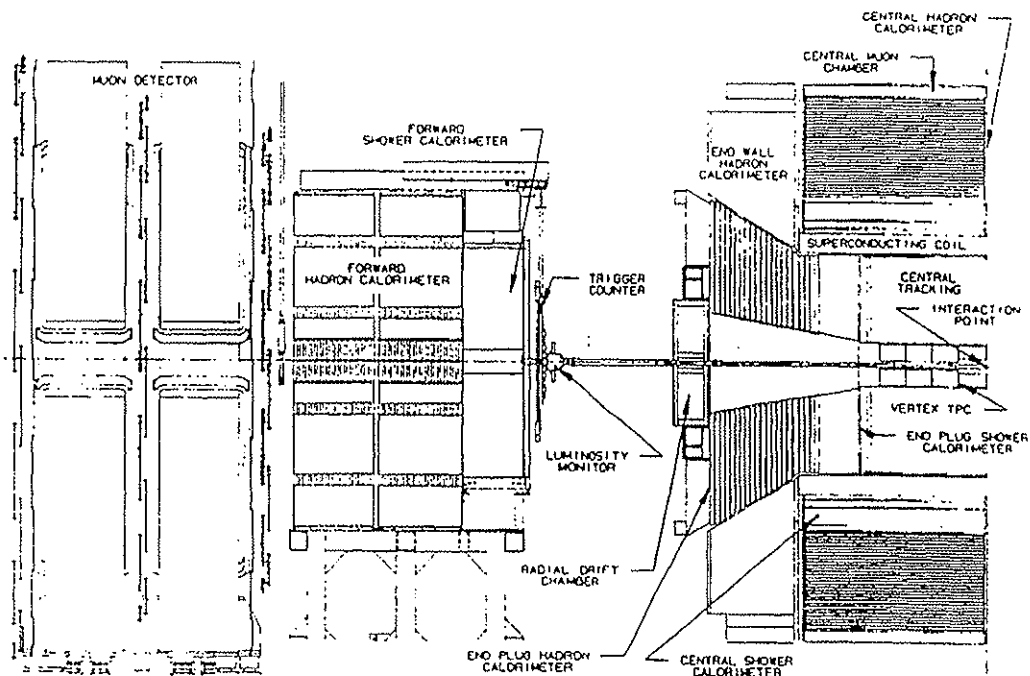 CENTRAL HADRON
CALORIMETER
CENTRAL MUON
CHAMBER
MUON DETECTOR
FORWARD
SHOWER CALORIMETER
END WALL
HADRON
CALORIMETER
SUPERCONDUCTING COIL
FORWARD
HADRON CALORIMETER
TRIGGER
COUNTER
CENTRAL
TRACKING
INTERACTION
POINT
VERTEX TPC
END PLUG SHOWER
CALORIMETER
LUMINOSITY
MONITOR
RADIAL DRIFT
CHAMBER
END PLUG HADRON
CALORIMETER
CENTRAL SHOWER
CALORIMETER